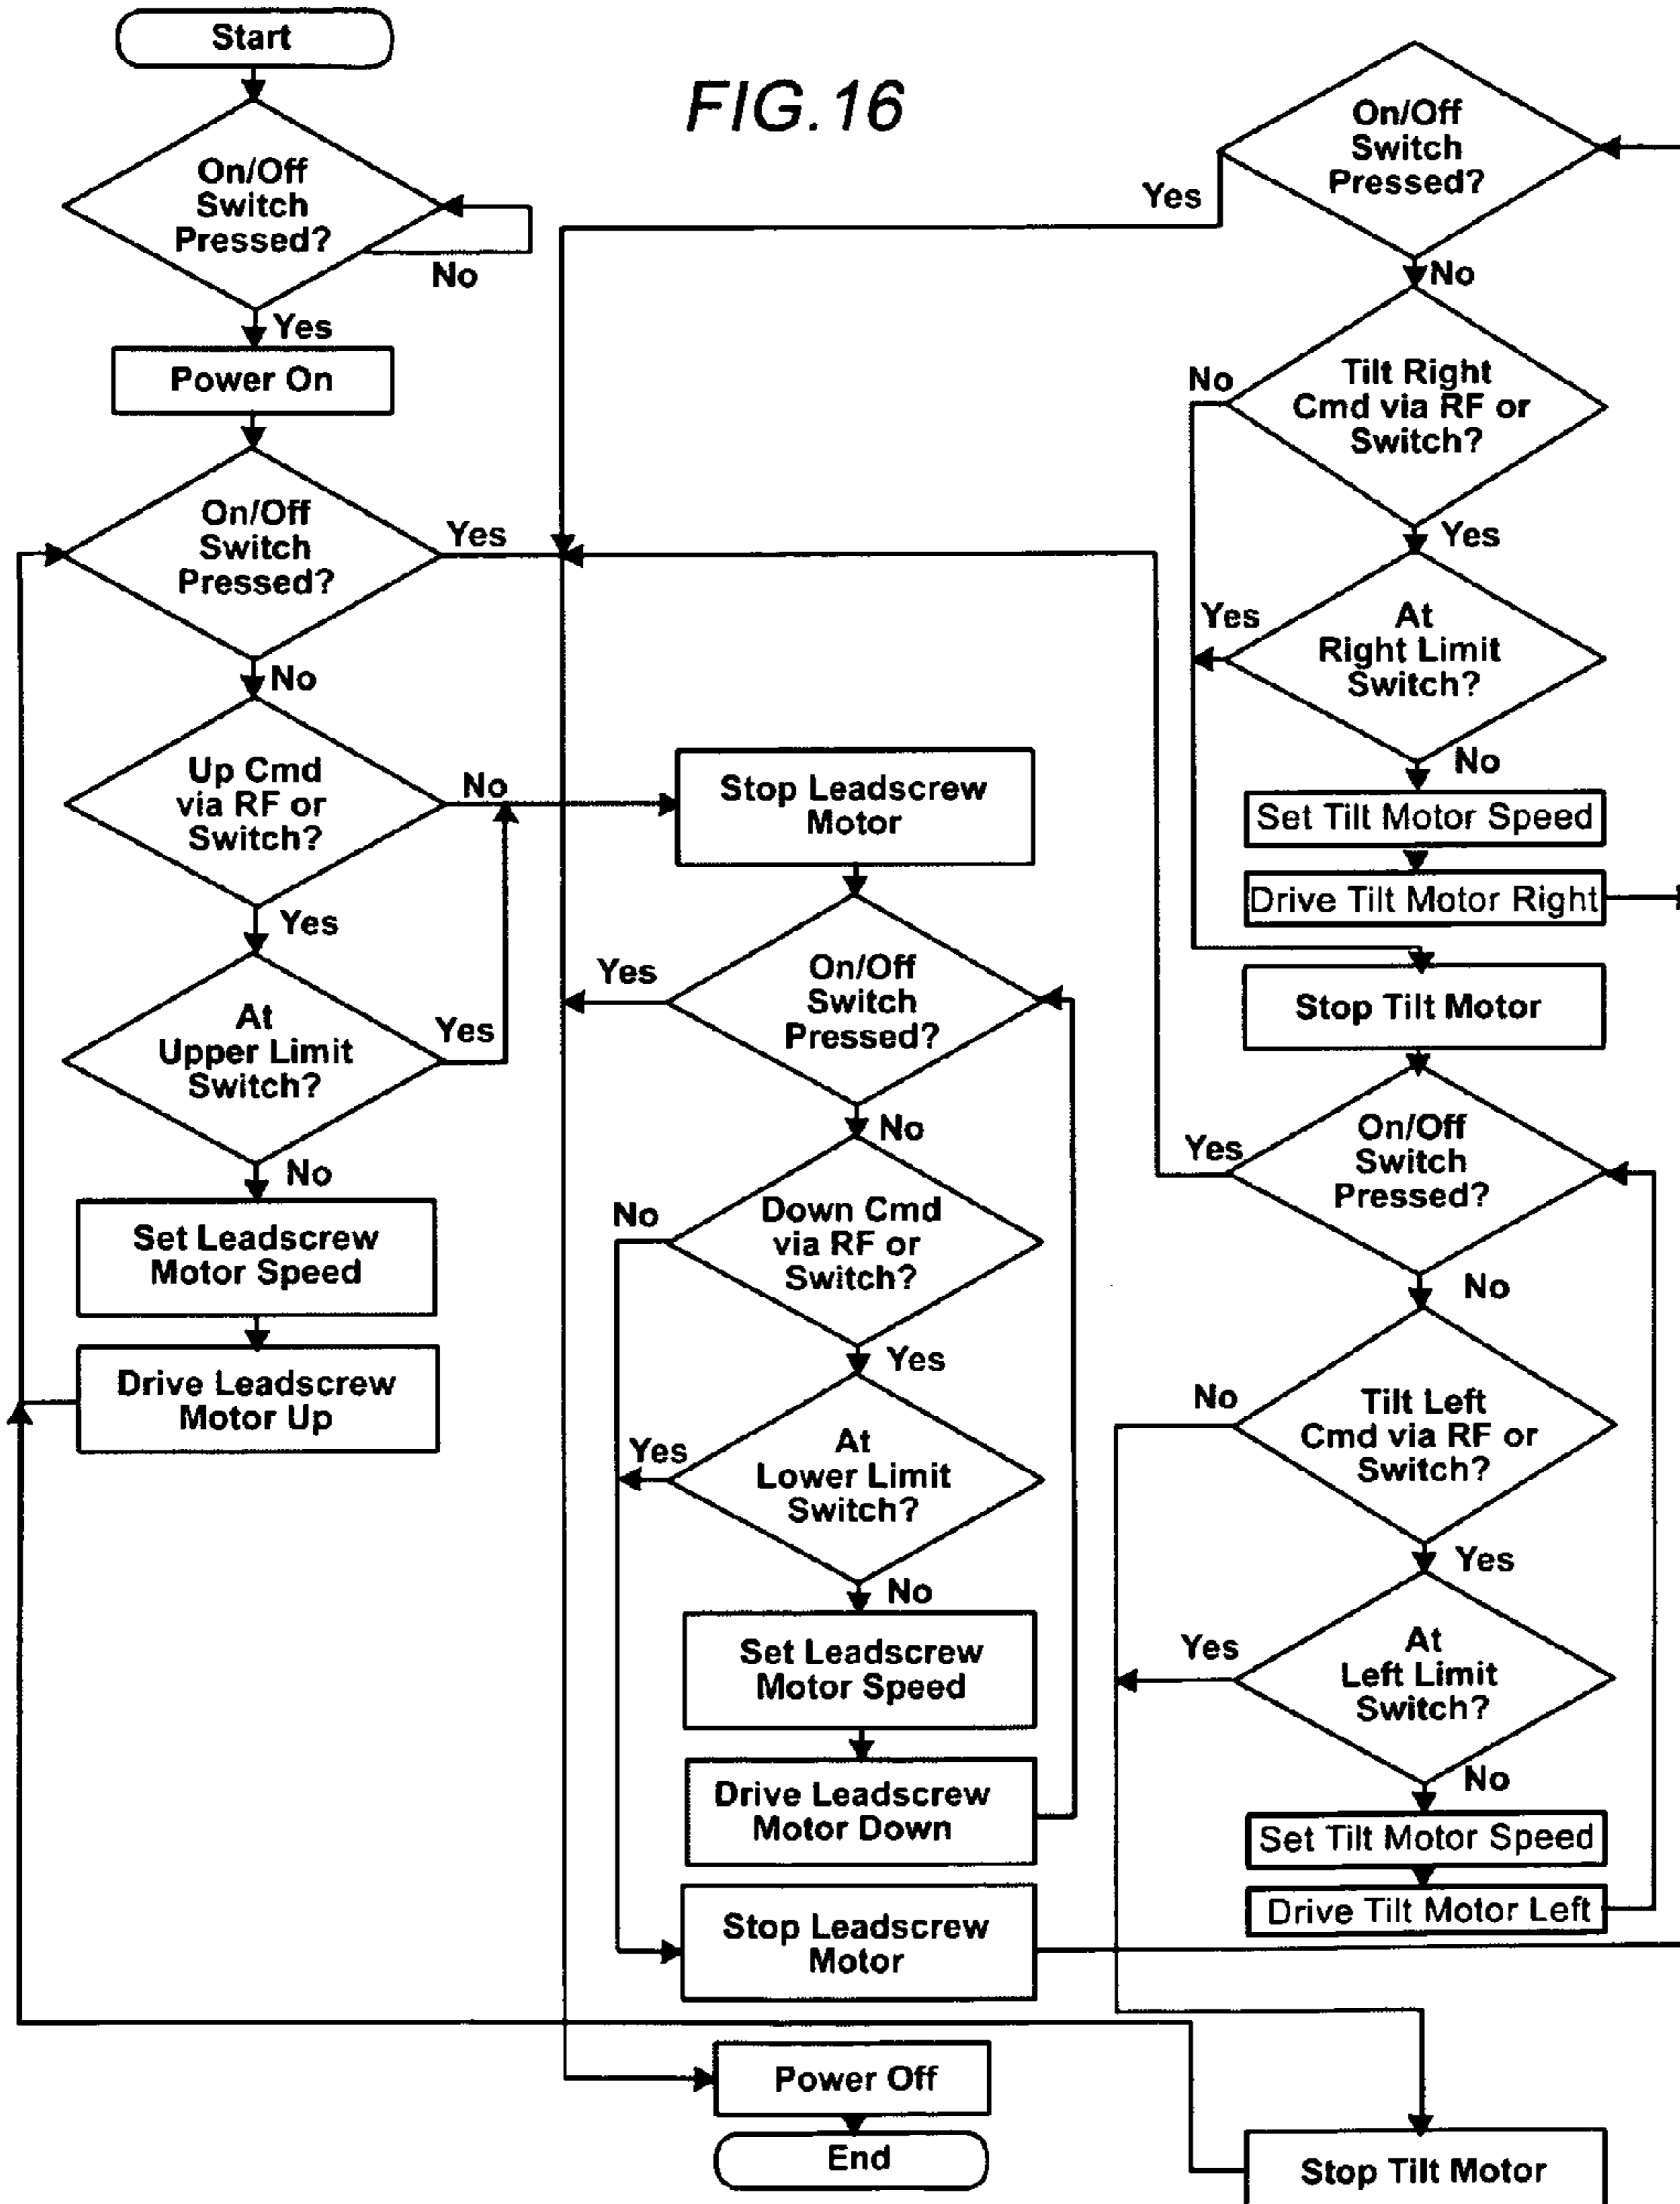 FIG.16
Start
On/Off
Switch
Pressed?
No
Yes
Power On
On/Off
Switch
Pressed?
Yes
No
Up Cmd
via RF or
Switch?
No
Yes
At
Upper Limit
Switch?
Yes
No
Set Leadscrew
Motor Speed
Drive Leadscrew
Motor Up
Stop Leadscrew
Motor
On/Off
Switch
Pressed?
Yes
No
Down Cmd
via RF or
Switch?
No
Yes
At
Lower Limit
Switch?
Yes
No
Set Leadscrew
Motor Speed
Drive Leadscrew
Motor Down
Stop Leadscrew
Motor
Power Off
End
On/Off
Switch
Pressed?
Yes
No
Tilt Right
Cmd via RF or
Switch?
No
Yes
At
Right Limit
Switch?
Yes
No
Set Tilt Motor Speed
Drive Tilt Motor Right
Stop Tilt Motor
On/Off
Switch
Pressed?
Yes
No
Tilt Left
Cmd via RF or
Switch?
No
Yes
At
Left Limit
Switch?
Yes
No
Set Tilt Motor Speed
Drive Tilt Motor Left
Stop Tilt Motor